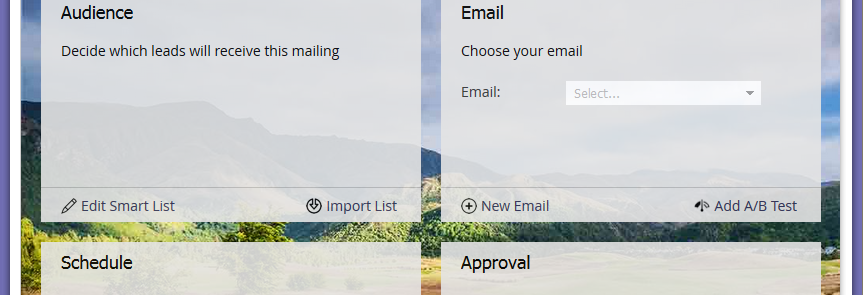 Audience
Decide which leads will receive this mailing
Edit Smart List
Import List
Email
Choose your email
Email:
Select...
New Email
Add A/B Test
Schedule
Approval